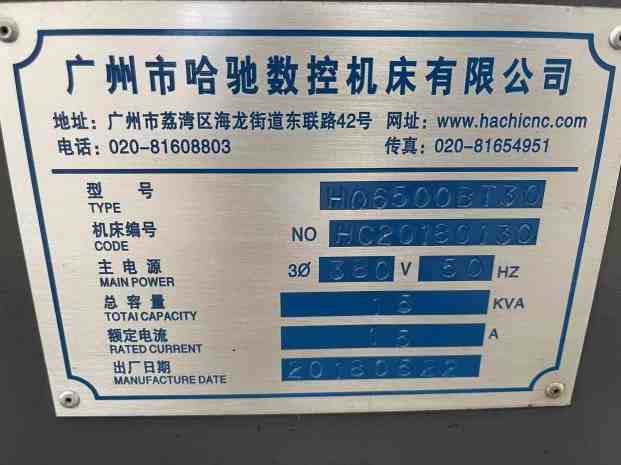 广州市哈驰数控机床有限公司
地址：广州市荔湾区海龙街道东联路42号 网址：www.hachicnc.com
电话：020-81608803 传真：020-81654951
型 号 H06500BT30
TYPE
机床编号 NO HC20180130
CODE
主电源 3Ø 380 V 50 HZ
MAIN POWER
总容量 15 KVA
TOTAI CAPACITY
额定电流 A
RATED CURRENT
出厂日期 20180622
MANUFACTURE DATE